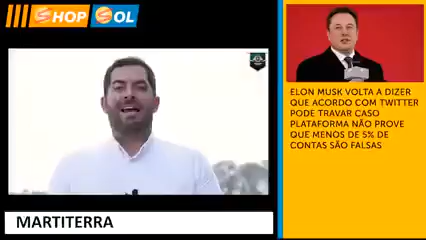 SHOP SOL
MARTITERRA
ELON MUSK VOLTA A DIZER
QUE ACORDO COM TWITTER
PODE TRAVAR CASO
PLATAFORMA NÃO PROVE
QUE MENOS DE 5% DE
CONTAS SÃO FALSAS